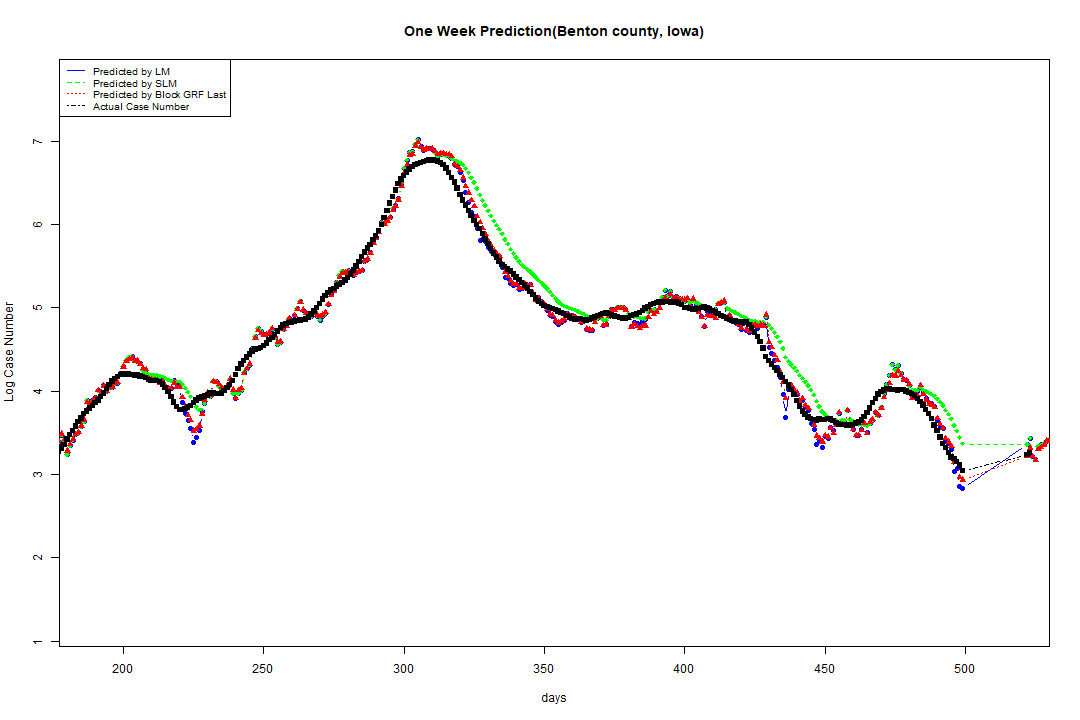 One Week Prediction(Benton county, Iowa)
Predicted by LM
Predicted by SLM
Predicted by Block GRF Last
Actual Case Number
Log Case Number
7
6
5
4
3
2
1
200 250 300 350 400 450 500
days